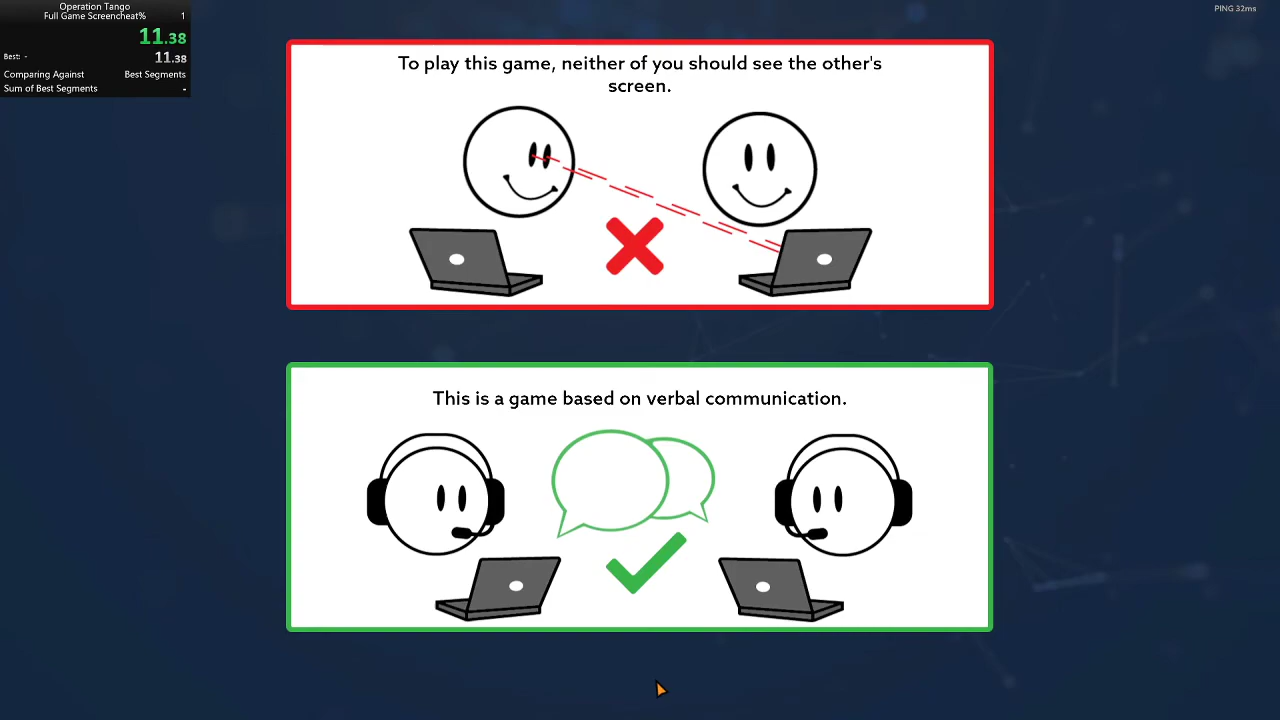 Operation Tango
Full Game Screencheat% 1
11.38
Best: - 11.38
Comparing Against Best Segments
Sum of Best Segments -
PING 32ms
To play this game, neither of you should see the other's
screen.
This is a game based on verbal communication.